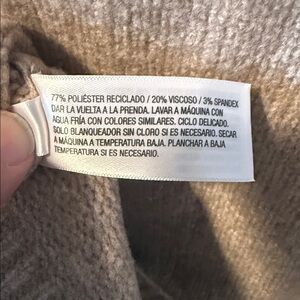 77% POLIÉSTER RECICLADO / 20% VISCOSO / 3% SPANDEX
DAR LA VUELTA A LA PRENDA. LAVAR A MÁQUINA CON
AGUA FRÍA CON COLORES SIMILARES. CICLO DELICADO.
SOLO BLANQUEADOR SIN CLORO SI ES NECESARIO. SECAR
A MÁQUINA A TEMPERATURA BAJA. PLANCHAR A BAJA
TEMPERATURA SI ES NECESARIO.